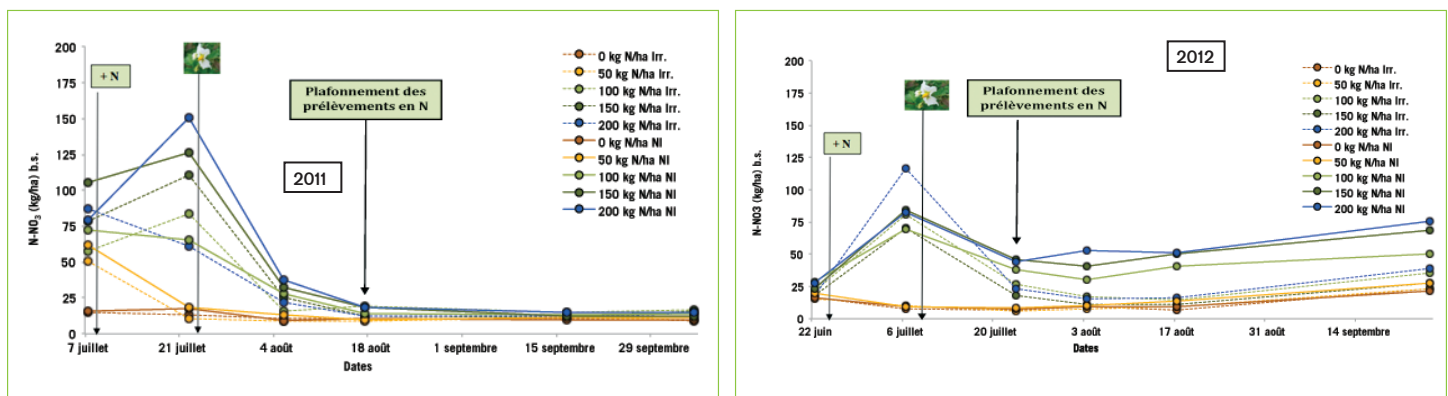 200
175
150
125
100
75
50
25
0
N-NO3 (kg/ha) b.s.
+ N
Plafonnement des
prélèvements en N
2011
0 kg N/ha Irr.
50 kg N/ha Irr.
100 kg N/ha Irr.
150 kg N/ha Irr.
200 kg N/ha Irr.
0 kg N/ha NI
50 kg N/ha NI
100 kg N/ha NI
150 kg N/ha NI
200 kg N/ha NI
7 juillet 21 juillet 4 août 18 août 1 septembre 15 septembre 29 septembre
Dates
2012
200
175
150
125
100
75
50
25
0
N-NO3 (kg/ha) b.s.
+ N
Plafonnement des
prélèvements en N
0 kg N/ha Irr.
50 kg N/ha Irr.
100 kg N/ha Irr.
150 kg N/ha Irr.
200 kg N/ha Irr.
0 kg N/ha NI
50 kg N/ha NI
100 kg N/ha NI
150 kg N/ha NI
200 kg N/ha NI
22 juin 6 juillet 20 juillet 3 août 17 août 31 août 14 septembre
Dates